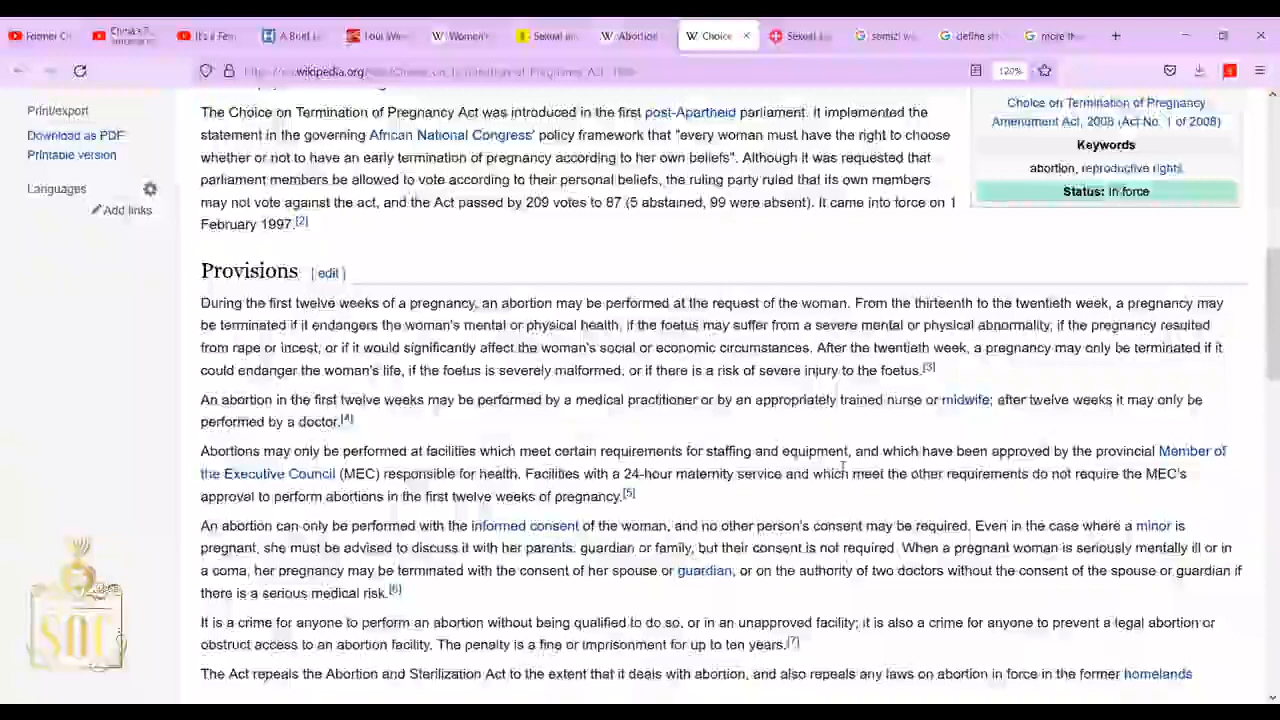 Former C
China's
It's a Fem
A Brief
Women's
Sexual an
Abortion
Choice
Sexual
somizi w
define st
more th
wikipedia.org
120%
Print/export
Download as PDF
Printable version
Languages
Add links
The Choice on Termination of Pregnancy Act was introduced in the first post-Apartheid parliament. It implemented the
statement in the governing African National Congress' policy framework that "every woman must have the right to choose
whether or not to have an early termination of pregnancy according to her own beliefs". Although it was requested that
parliament members be allowed to vote according to their personal beliefs, the ruling party ruled that its own members
may not vote against the act, and the Act passed by 209 votes to 87 (5 abstained, 99 were absent). It came into force on 1
February 1997.[2]
Choice on Termination of Pregnancy
Amendment Act, 2008 (Act No. 1 of 2008)
Keywords
abortion, reproductive rights
Status: In force
Provisions [ edit ]
During the first twelve weeks of a pregnancy, an abortion may be performed at the request of the woman. From the thirteenth to the twentieth week, a pregnancy may
be terminated if it endangers the woman's mental or physical health, if the foetus may suffer from a severe mental or physical abnormality, if the pregnancy resulted
from rape or incest, or if it would significantly affect the woman's social or economic circumstances. After the twentieth week, a pregnancy may only be terminated if it
could endanger the woman's life, if the foetus is severely malformed, or if there is a risk of severe injury to the foetus.[3]
An abortion in the first twelve weeks may be performed by a medical practitioner or by an appropriately trained nurse or midwife; after twelve weeks it may only be
performed by a doctor.[4]
Abortions may only be performed at facilities which meet certain requirements for staffing and equipment, and which have been approved by the provincial Member of
the Executive Council (MEC) responsible for health. Facilities with a 24-hour maternity service and which meet the other requirements do not require the MEC's
approval to perform abortions in the first twelve weeks of pregnancy.[5]
An abortion can only be performed with the informed consent of the woman, and no other person's consent may be required. Even in the case where a minor is
pregnant, she must be advised to discuss it with her parents, guardian or family, but their consent is not required. When a pregnant woman is seriously mentally ill or in
a coma, her pregnancy may be terminated with the consent of her spouse or guardian, or on the authority of two doctors without the consent of the spouse or guardian if
there is a serious medical risk.[6]
It is a crime for anyone to perform an abortion without being qualified to do so, or in an unapproved facility; it is also a crime for anyone to prevent a legal abortion or
obstruct access to an abortion facility. The penalty is a fine or imprisonment for up to ten years.[7]
The Act repeals the Abortion and Sterilization Act to the extent that it deals with abortion, and also repeals any laws on abortion in force in the former homelands